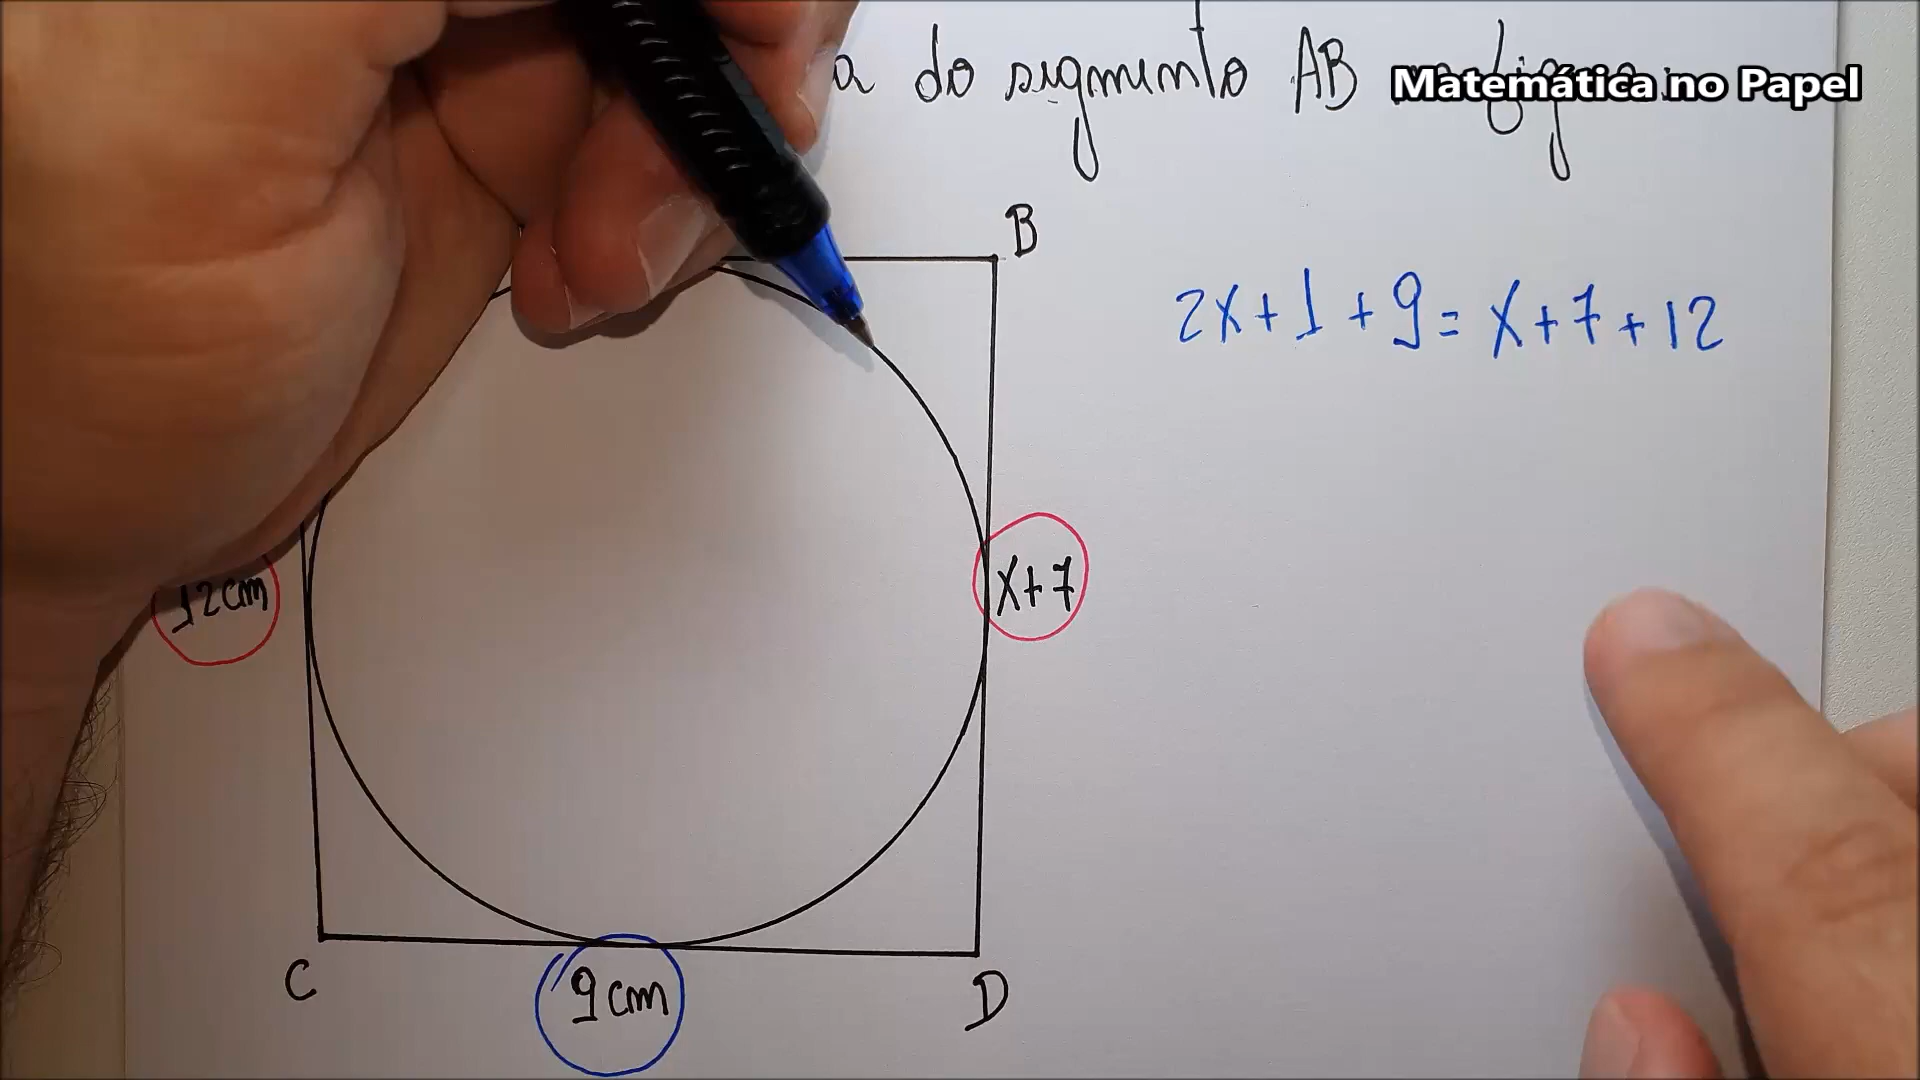 a do segmento AB
Matemática no Papel
B
2x+1+9=x+7+12
12cm
x+7
C
9cm
D